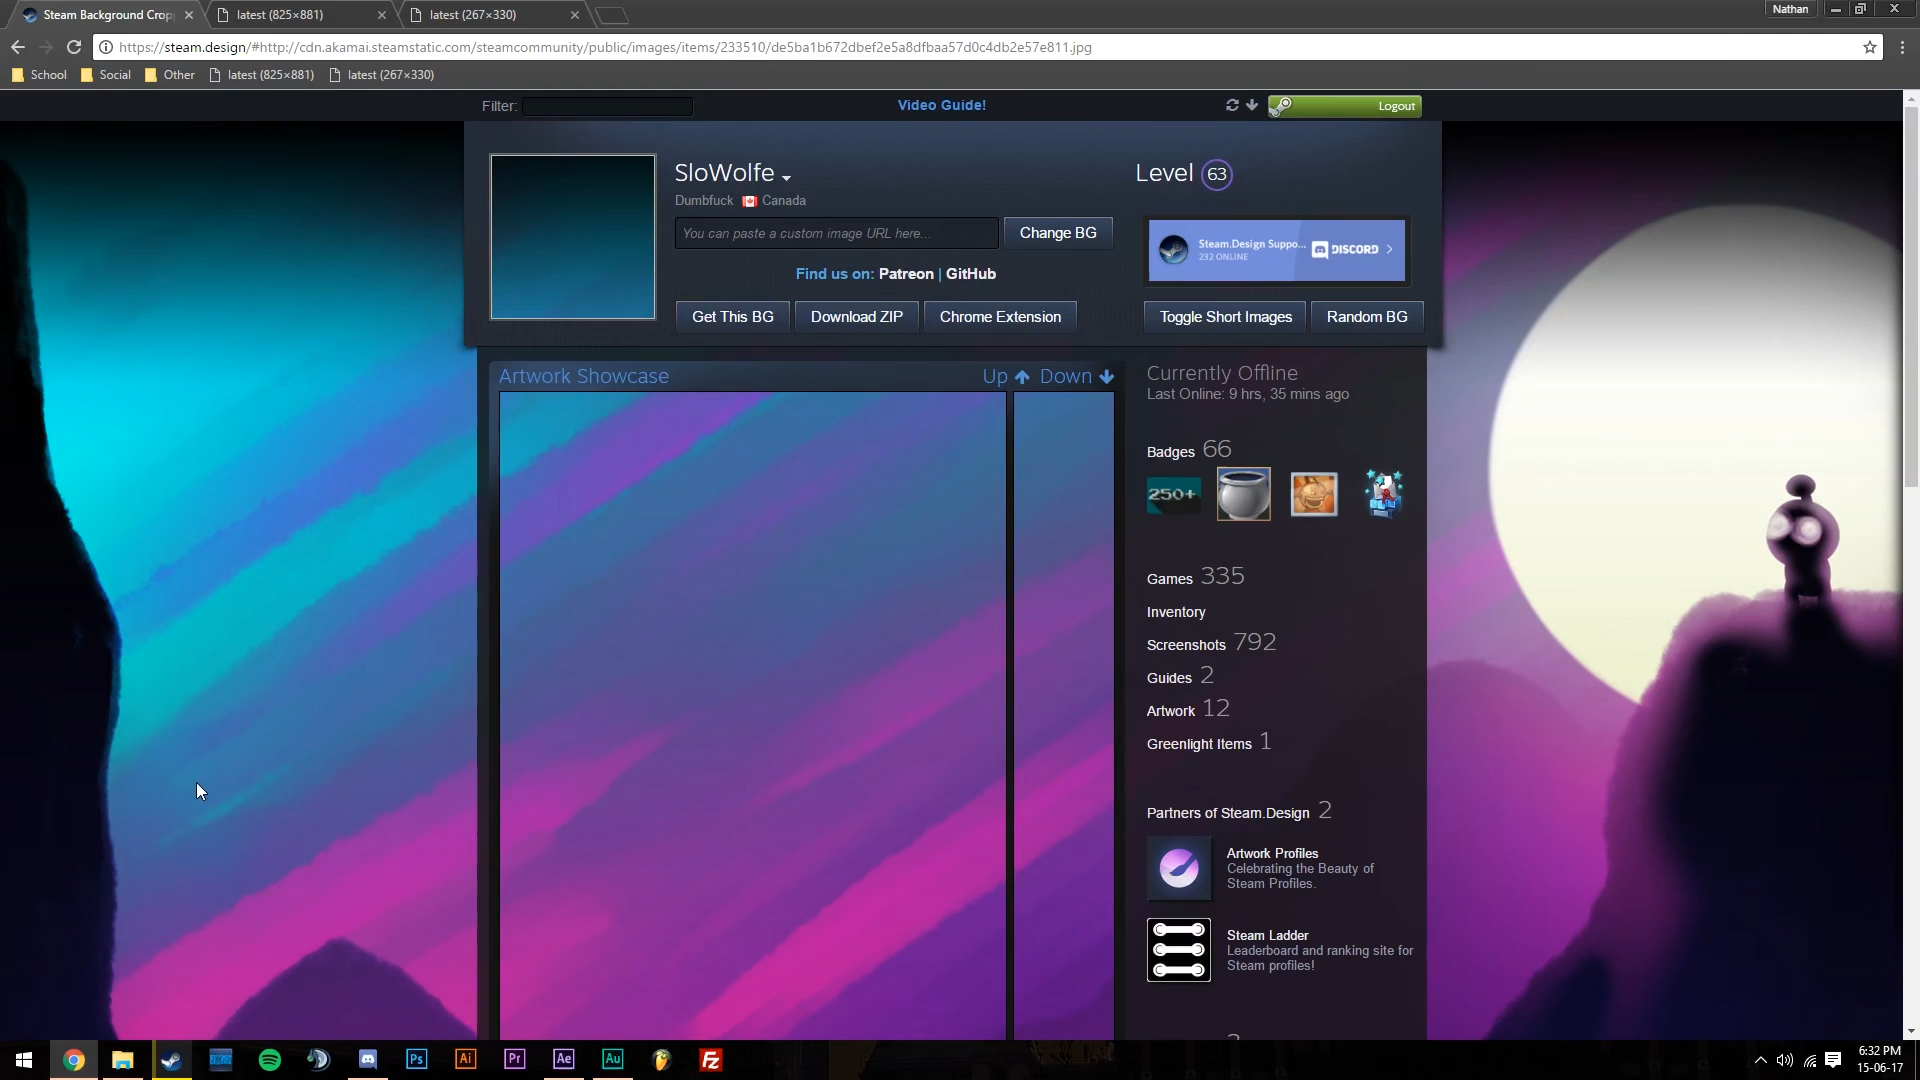 Steam Background Crop
latest (825×881)
latest (267×330)
Nathan
https://steam.design/#http://cdn.akamai.steamstatic.com/steamcommunity/public/images/items/233510/de5ba1b672dbef2e5a8dfbaa57d0c4db2e57e811.jpg
School
Social
Other
latest (825×881)
latest (267×330)
Filter:
Video Guide!
Logout
SloWolfe
Level 63
Dumbfuck Canada
You can paste a custom image URL here...
Change BG
Steam.Design Suppo...
232 ONLINE
DISCORD
Find us on: Patreon | GitHub
Get This BG
Download ZIP
Chrome Extension
Toggle Short Images
Random BG
Artwork Showcase
Up
Down
Currently Offline
Last Online: 9 hrs, 35 mins ago
Badges 66
250+
Games 335
Inventory
Screenshots 792
Guides 2
Artwork 12
Greenlight Items 1
Partners of Steam.Design 2
Artwork Profiles
Celebrating the Beauty of
Steam Profiles.
Steam Ladder
Leaderboard and ranking site for
Steam profiles!
Ps
Ai
Pr
Ae
Au
Fz
6:32 PM
15-06-17